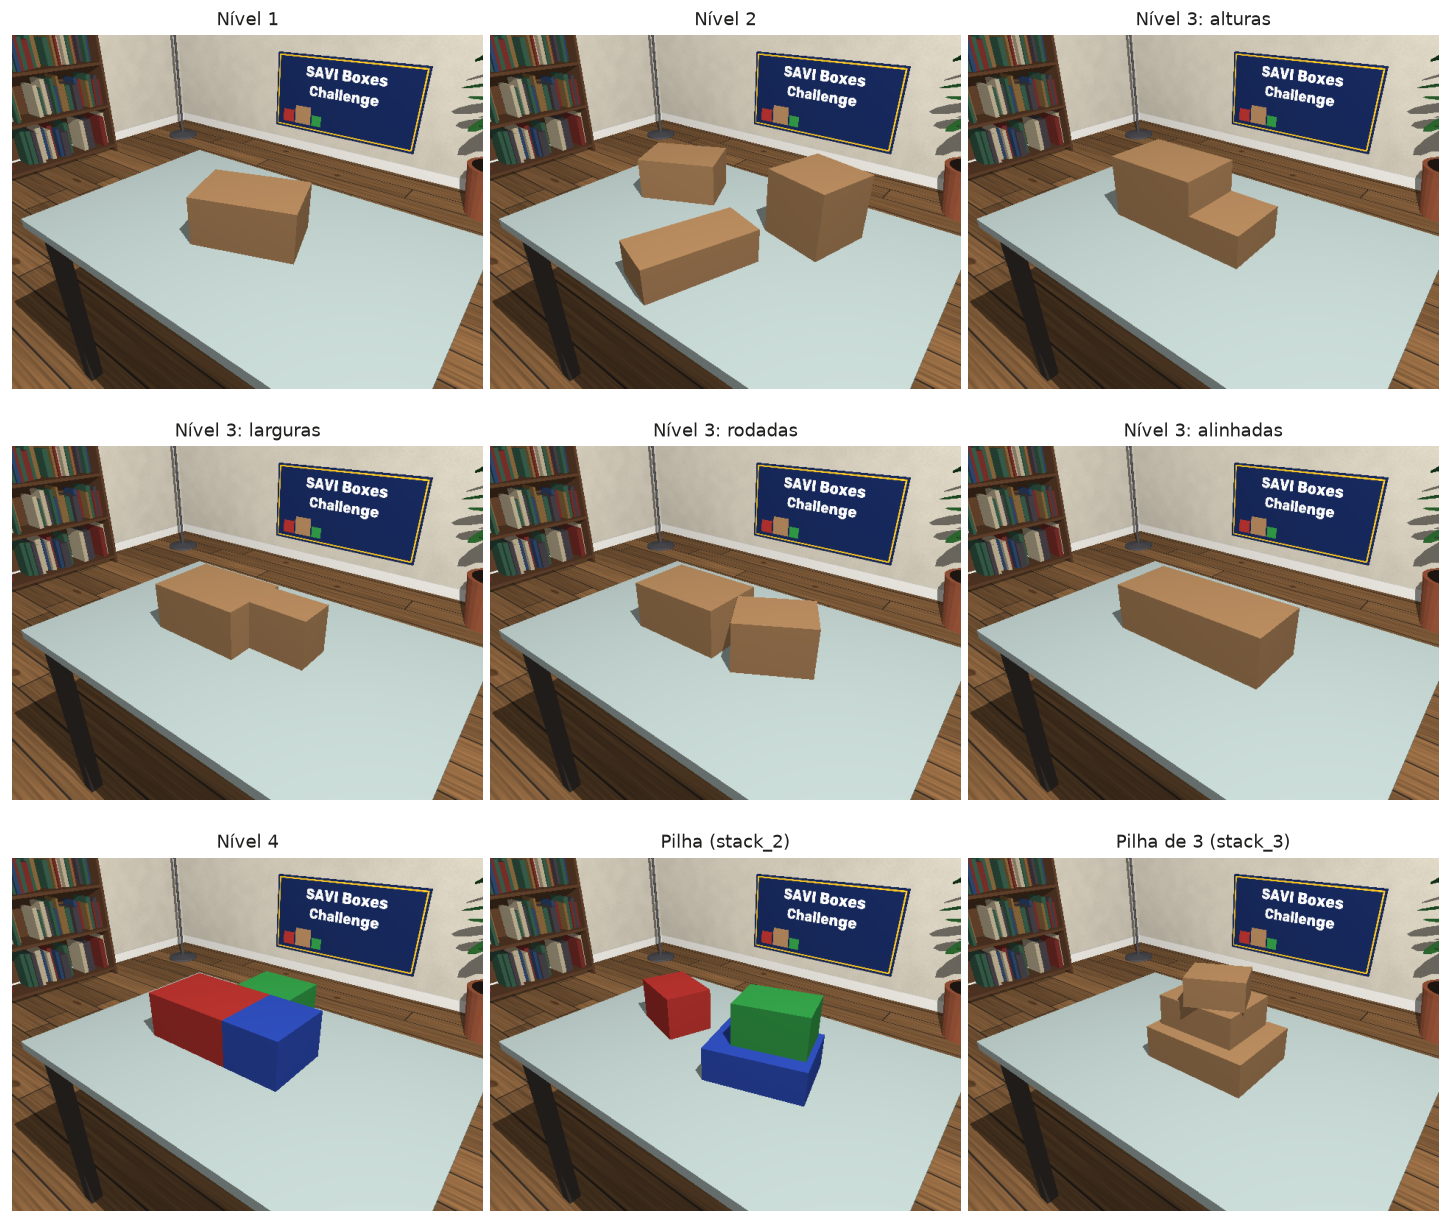 Nível 1
SAVI Boxes
Challenge
Nível 2
SAVI Boxes
Challenge
Nível 3: alturas
SAVI Boxes
Challenge
Nível 3: larguras
SAVI Boxes
Challenge
Nível 3: rodadas
SAVI Boxes
Challenge
Nível 3: alinhadas
SAVI Boxes
Challenge
Nível 4
SAVI Boxes
Challenge
Pilha (stack_2)
SAVI Boxes
Challenge
Pilha de 3 (stack_3)
SAVI Boxes
Challenge